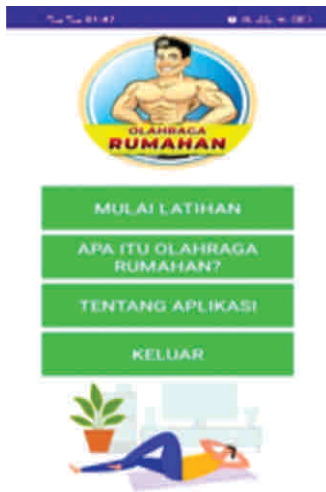 OLAHRAGA
RUMAHAN
MULAI LATIHAN
APA ITU OLAHRAGA
RUMAHAN?
TENTANG APLIKASI
KELUAR